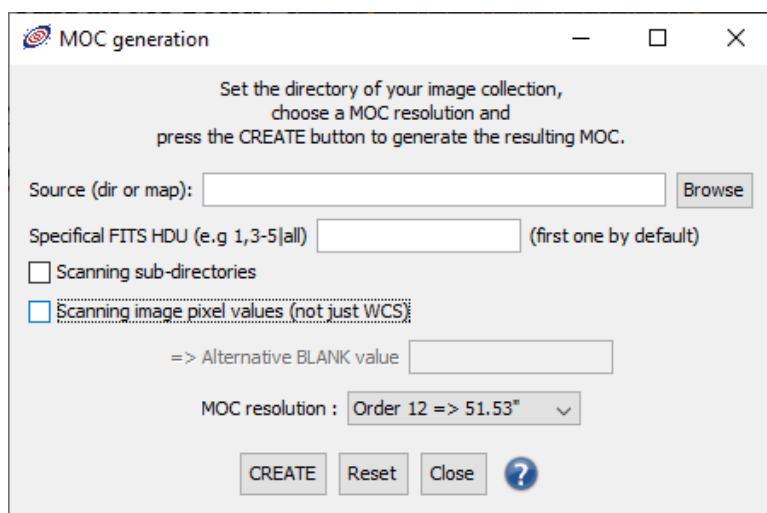 MOC generation
Set the directory of your image collection,
choose a MOC resolution and
press the CREATE button to generate the resulting MOC.
Source (dir or map): Browse
Specifical FITS HDU (e.g 1,3-5|all) (first one by default)
Scanning sub-directories
Scanning image pixel values (not just WCS)
=> Alternative BLANK value
MOC resolution : Order 12 => 51.53"
CREATE Reset Close ?